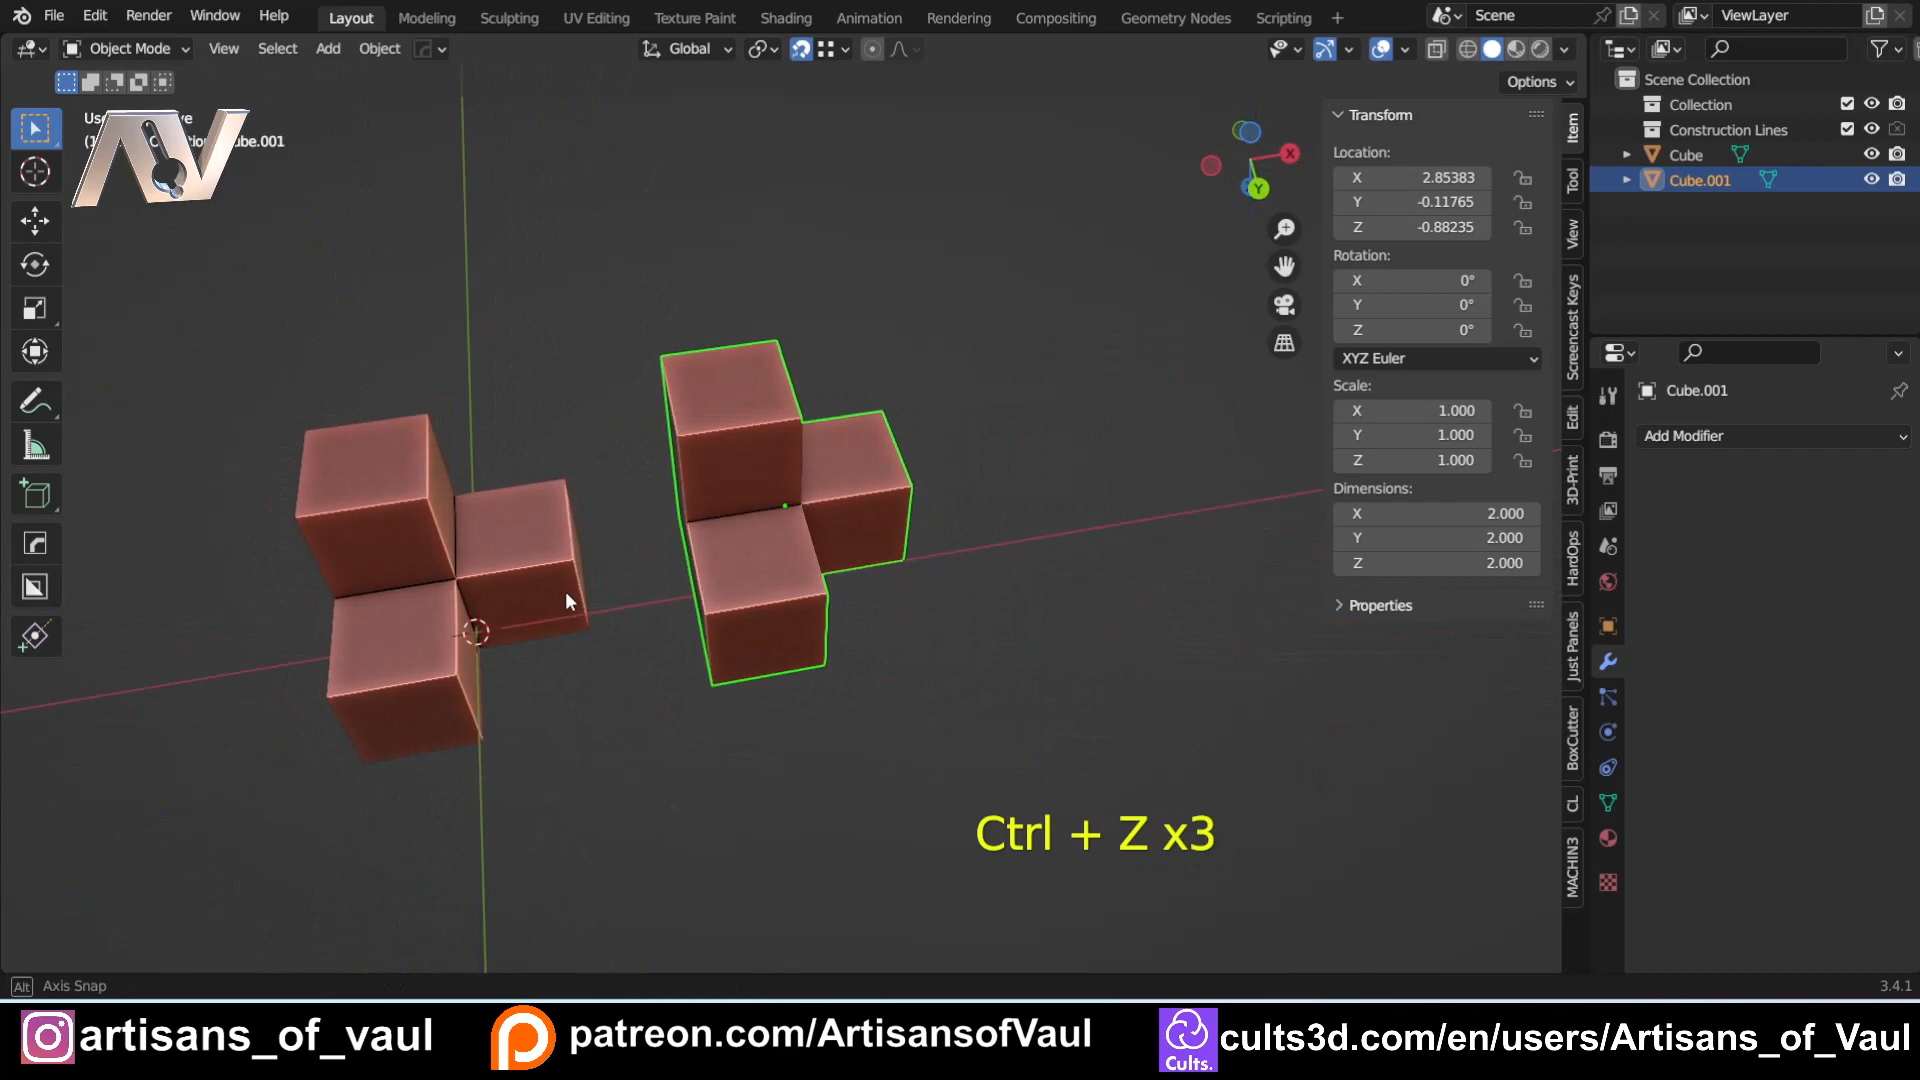 File Edit Render Window Help Layout Modeling Sculpting UV Editing Texture Paint Shading Animation Rendering Compositing Geometry Nodes Scripting + Scene ViewLayer
Object Mode View Select Add Object Global
Options
Scene Collection
Collection
Construction Lines
Cube
Cube.001
Transform
Location:
X 2.85383
Y -0.11765
Z -0.88235
Rotation:
X 0°
Y 0°
Z 0°
XYZ Euler
Scale:
X 1.000
Y 1.000
Z 1.000
Dimensions:
X 2.000
Y 2.000
Z 2.000
Properties
Item
Tool
View
Screencast Keys
Edit
3D-Print
HardOps
Just Panels
BoxCutter
CL
MACHIN3
Cube.001
Add Modifier
X
Y
AV
ube.001
Ctrl + Z x3
Alt Axis Snap
3.4.1
artisans_of_vaul
patreon.com/ArtisansofVaul
Cults.
cults3d.com/en/users/Artisans_of_Vaul